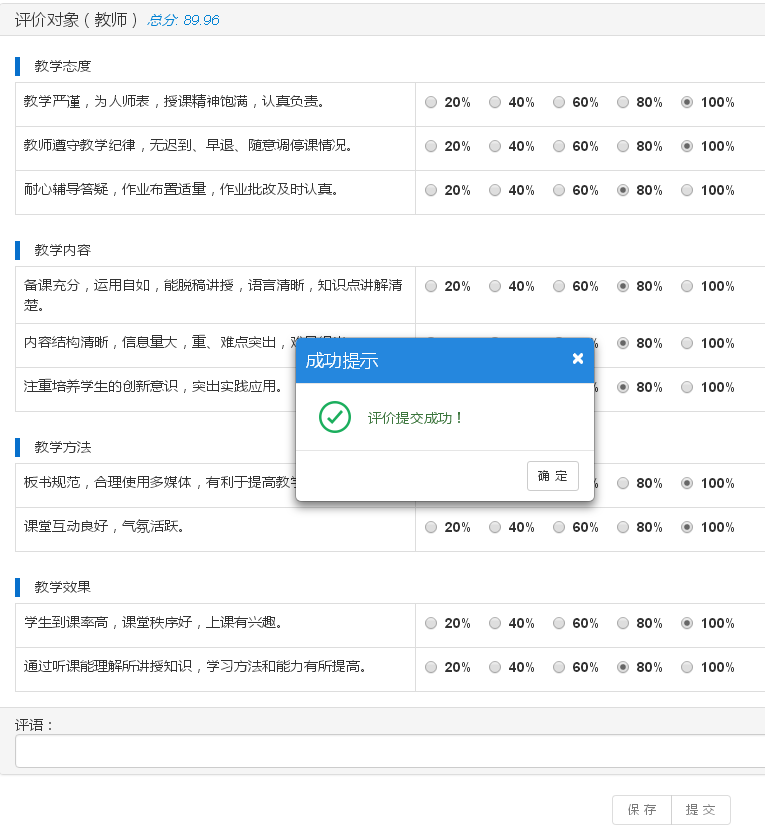 评价对象（教师） 总分: 89.96
教学态度
教学严谨，为人师表，授课精神饱满，认真负责。 20% 40% 60% 80% 100%
教师遵守教学纪律，无迟到、早退、随意调停课情况。 20% 40% 60% 80% 100%
耐心辅导答疑，作业布置适量，作业批改及时认真。 20% 40% 60% 80% 100%
教学内容
备课充分，运用自如，能脱稿讲授，语言清晰，知识点讲解清 20% 40% 60% 80% 100%
楚。
内容结构清晰，信息量大，重、难点突出， % 80% 100%
注重培养学生的创新意识，突出实践应用。 % 80% 100%
成功提示
评价提交成功！
确 定
教学方法
板书规范，合理使用多媒体，有利于提高教学 % 80% 100%
课堂互动良好，气氛活跃。 20% 40% 60% 80% 100%
教学效果
学生到课率高，课堂秩序好，上课有兴趣。 20% 40% 60% 80% 100%
通过听课能理解所讲授知识，学习方法和能力有所提高。 20% 40% 60% 80% 100%
评语：
保 存 提 交